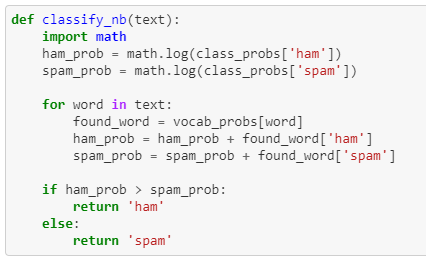 def classify_nb(text):
    import math
    ham_prob = math.log(class_probs['ham'])
    spam_prob = math.log(class_probs['spam'])

    for word in text:
        found_word = vocab_probs[word]
        ham_prob = ham_prob + found_word['ham']
        spam_prob = spam_prob + found_word['spam']

    if ham_prob > spam_prob:
        return 'ham'
    else:
        return 'spam'